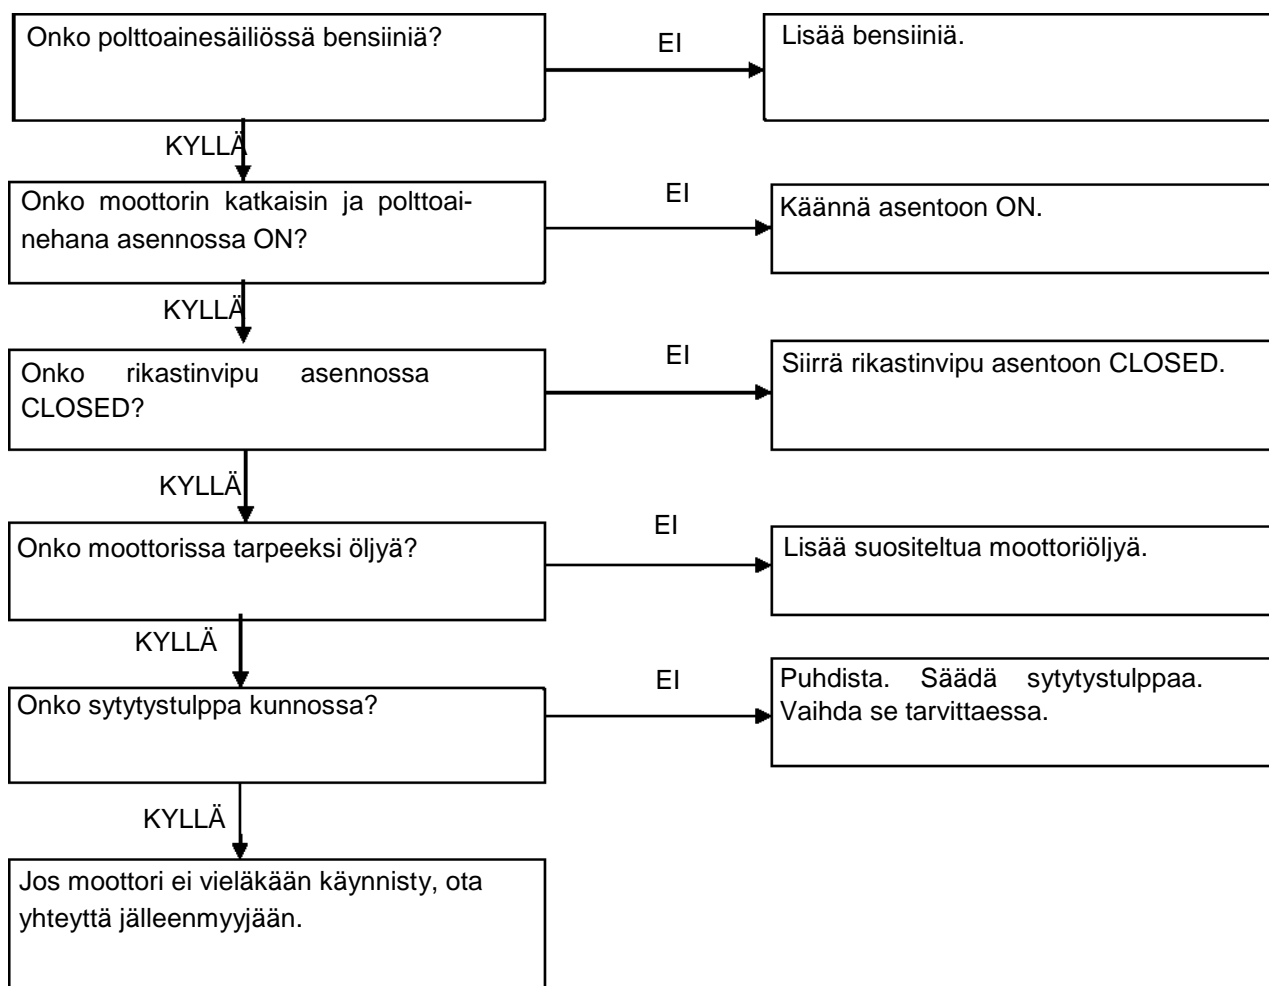 Onko polttoainesäiliössä bensiiniä?
EI
Lisää bensiiniä.
KYLLÄ
Onko moottorin katkaisin ja polttoai-
nehana asennossa ON?
EI
Käännä asentoon ON.
KYLLÄ
Onko rikastinvipu asennossa
CLOSED?
EI
Siirrä rikastinvipu asentoon CLOSED.
KYLLÄ
Onko moottorissa tarpeeksi öljyä?
EI
Lisää suositeltua moottoriöljyä.
KYLLÄ
Onko sytytystulppa kunnossa?
EI
Puhdista. Säädä sytytystulppaa.
Vaihda se tarvittaessa.
KYLLÄ
Jos moottori ei vieläkään käynnisty, ota
yhteyttä jälleenmyyjään.